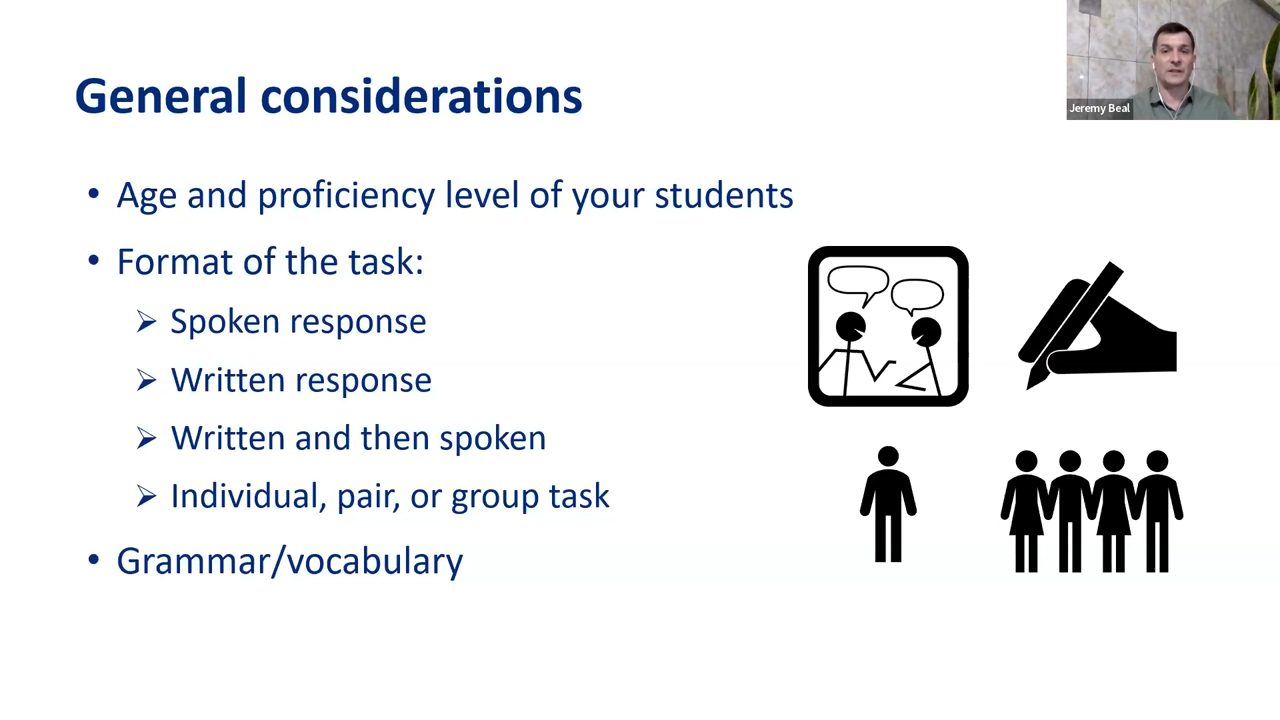 General considerations
Jeremy Beal
• Age and proficiency level of your students
• Format of the task:
➢ Spoken response
➢ Written response
➢ Written and then spoken
➢ Individual, pair, or group task
• Grammar/vocabulary